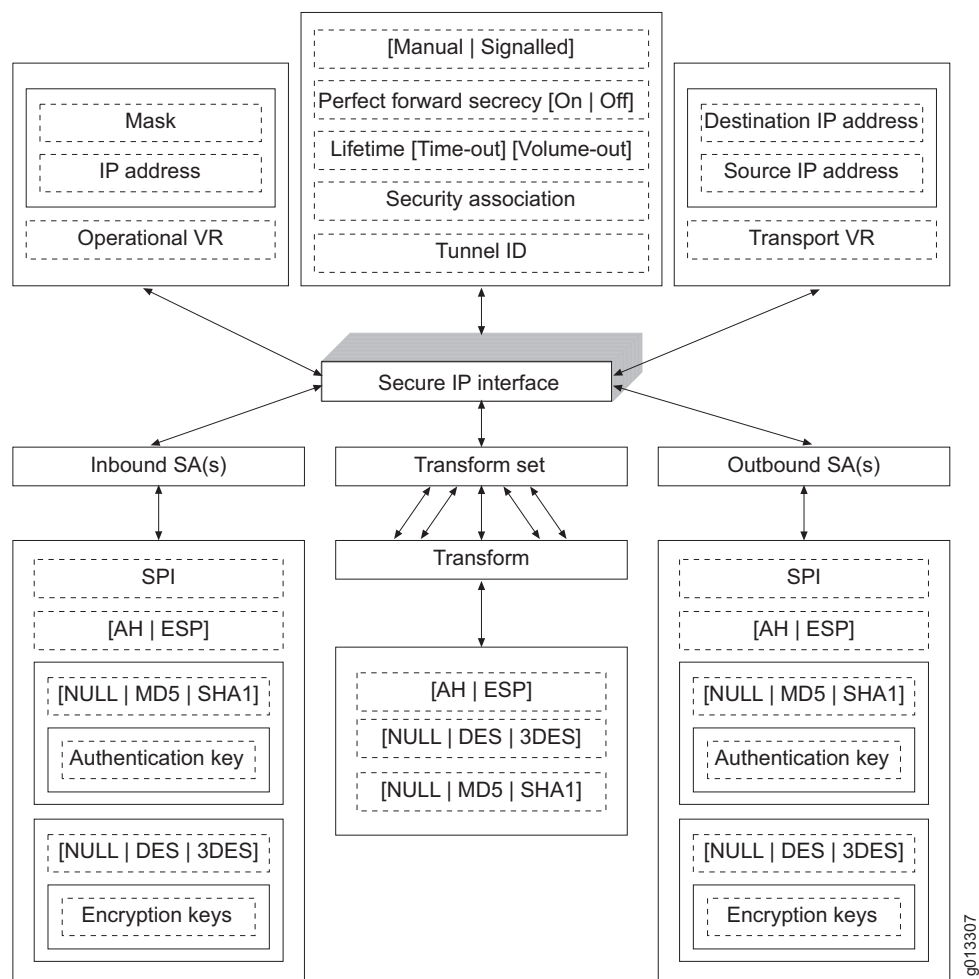 [Manual | Signalled]
Perfect forward secrecy [On | Off]
Lifetime [Time-out] [Volume-out]
Security association
Tunnel ID
Mask
IP address
Operational VR
Destination IP address
Source IP address
Transport VR
Secure IP interface
Inbound SA(s)
Transform set
Outbound SA(s)
Transform
SPI
[AH | ESP]
[NULL | MD5 | SHA1]
Authentication key
[NULL | DES | 3DES]
Encryption keys
[AH | ESP]
[NULL | DES | 3DES]
[NULL | MD5 | SHA1]
SPI
[AH | ESP]
[NULL | MD5 | SHA1]
Authentication key
[NULL | DES | 3DES]
Encryption keys
g013307